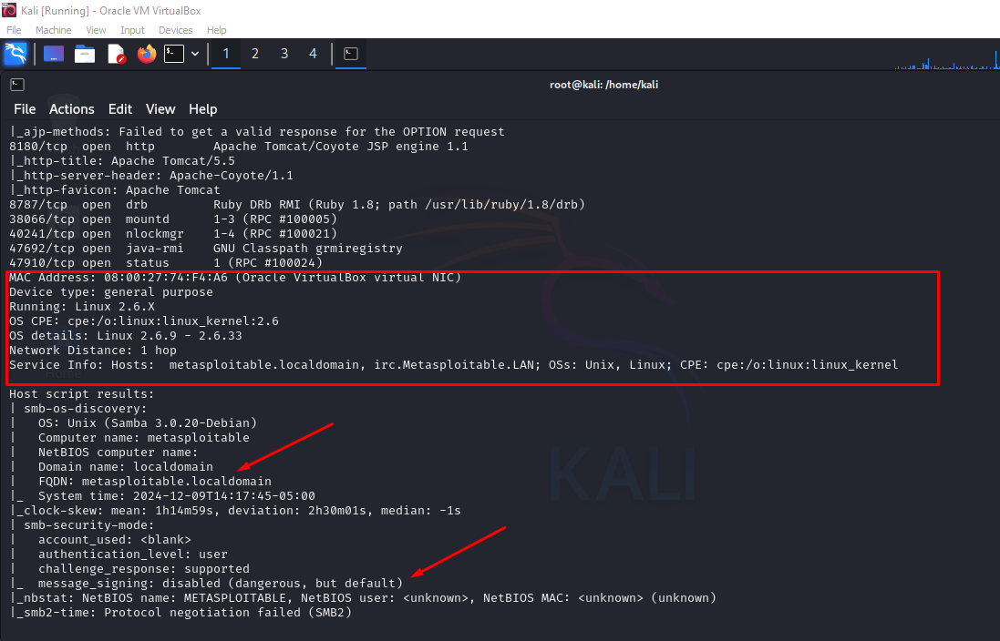 Kali [Running] - Oracle VM VirtualBox
File Machine View Input Devices Help
1 2 3 4
root@kali: /home/kali
File Actions Edit View Help
|_ajp-methods: Failed to get a valid response for the OPTION request
8180/tcp open http Apache Tomcat/Coyote JSP engine 1.1
|_http-title: Apache Tomcat/5.5
|_http-server-header: Apache-Coyote/1.1
|_http-favicon: Apache Tomcat
8787/tcp open drb Ruby DRb RMI (Ruby 1.8; path /usr/lib/ruby/1.8/drb)
38066/tcp open mountd 1-3 (RPC #100005)
40241/tcp open nlockmgr 1-4 (RPC #100021)
47692/tcp open java-rmi GNU Classpath grmiregistry
47910/tcp open status 1 (RPC #100024)
MAC Address: 08:00:27:74:F4:A6 (Oracle VirtualBox virtual NIC)
Device type: general purpose
Running: Linux 2.6.X
OS CPE: cpe:/o:linux:linux_kernel:2.6
OS details: Linux 2.6.9 - 2.6.33
Network Distance: 1 hop
Service Info: Hosts:  metasploitable.localdomain, irc.Metasploitable.LAN; OSs: Unix, Linux; CPE: cpe:/o:linux:linux_kernel
Home
Host script results:
| smb-os-discovery:
|   OS: Unix (Samba 3.0.20-Debian)
|   Computer name: metasploitable
|   NetBIOS computer name:
|   Domain name: localdomain
|   FQDN: metasploitable.localdomain
|_  System time: 2024-12-09T14:17:45-05:00
|_clock-skew: mean: 1h14m59s, deviation: 2h30m01s, median: -1s
| smb-security-mode:
|   account_used: <blank>
|   authentication_level: user
|   challenge_response: supported
|_  message_signing: disabled (dangerous, but default)
|_nbstat: NetBIOS name: METASPLOITABLE, NetBIOS user: <unknown>, NetBIOS MAC: <unknown> (unknown)
|_smb2-time: Protocol negotiation failed (SMB2)
KALI